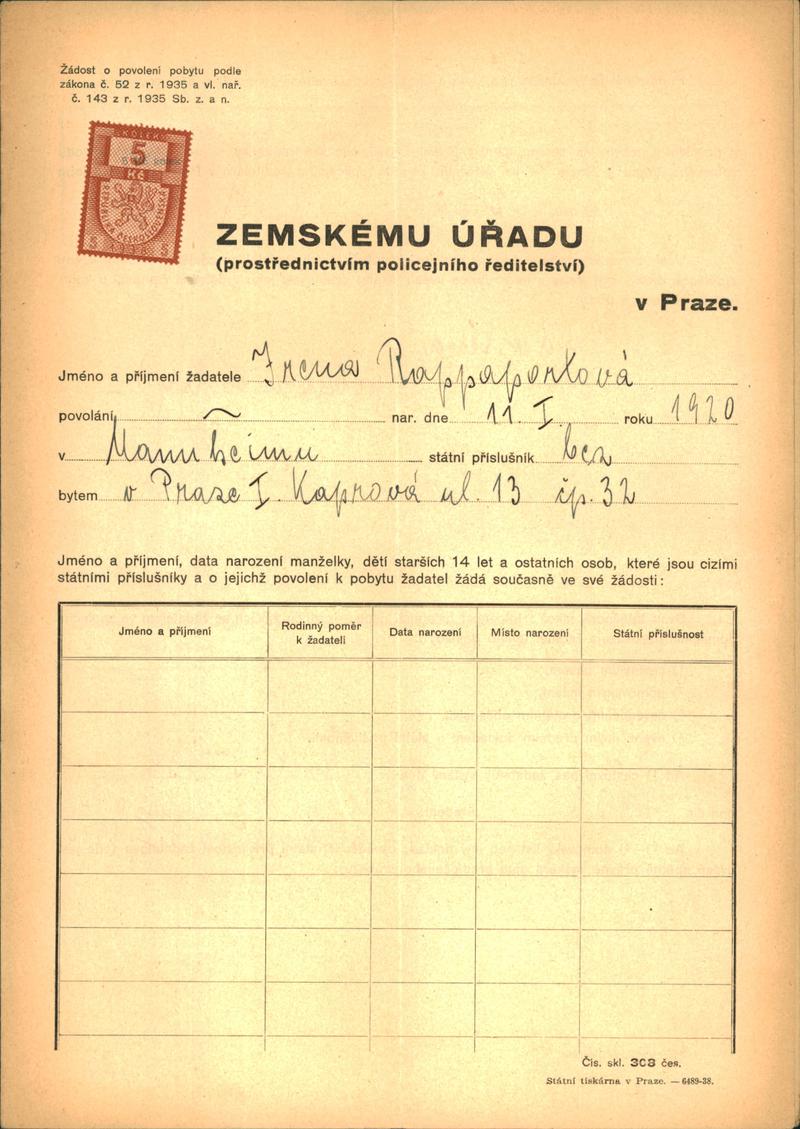 Žádost o povolení pobytu podle
zákona č. 52 z r. 1935 a vl. nař.
č. 143 z r. 1935 Sb. z. a n.
KOLEK
5
Kč
REPUBLIKA ČESKOSLOVENSKÁ
ZEMSKÉMU ÚŘADU
(prostřednictvím policejního ředitelství)
v Praze.
Jméno a příjmení žadatele Irena Rappaportová
povolání ~ nar. dne 11. I. roku 1920
v Mannheimu státní příslušník bez
bytem v Praze I. Kaprová ul. 13 čp. 32
Jméno a příjmení, data narození manželky, dětí starších 14 let a ostatních osob, které jsou cizími
státními příslušníky a o jejichž povolení k pobytu žadatel žádá současně ve své žádosti:
Jméno a příjmení Rodinný poměr k žadateli Data narození Místo narození Státní příslušnost
Čís. skl. 308 čes.
Státní tiskárna v Praze. — 6489-38.